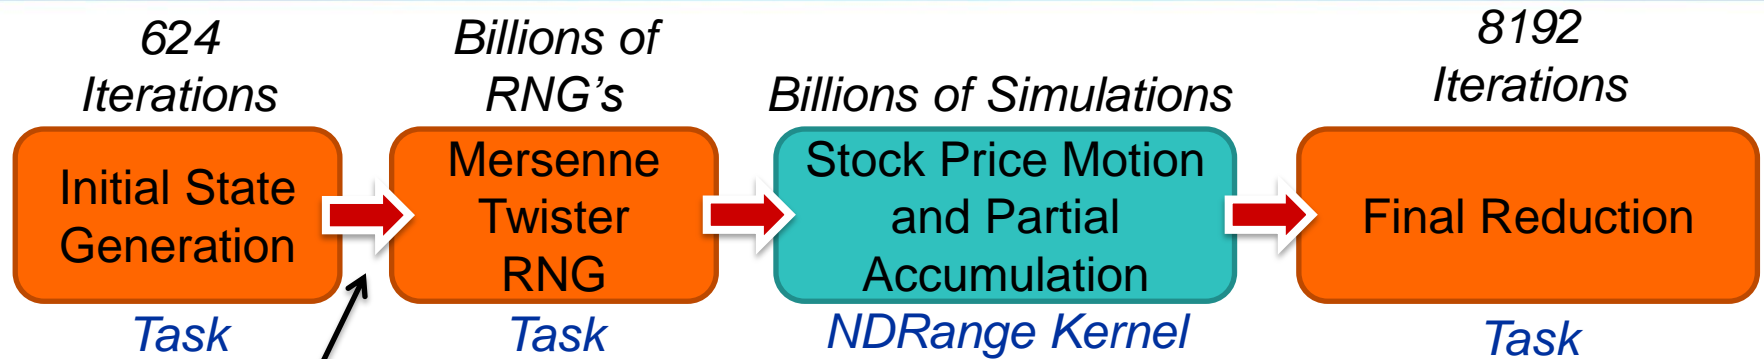 624
Iterations
Initial State
Generation
Task
Billions of
RNG's
Mersenne
Twister
RNG
Task
Billions of Simulations
Stock Price Motion
and Partial
Accumulation
NDRange Kernel
8192
Iterations
Final Reduction
Task